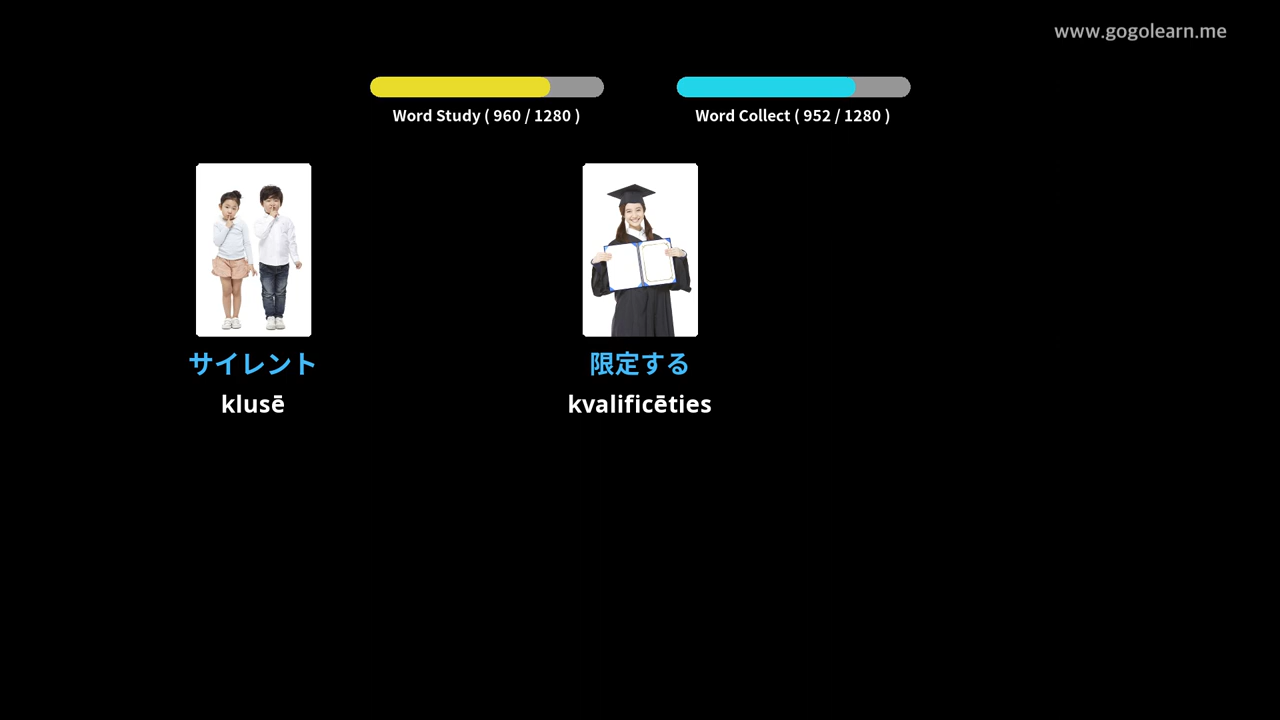 www.gogolearn.me
Word Study ( 960 / 1280 )
Word Collect ( 952 / 1280 )
サイレント
限定する
klusē
kvalificēties